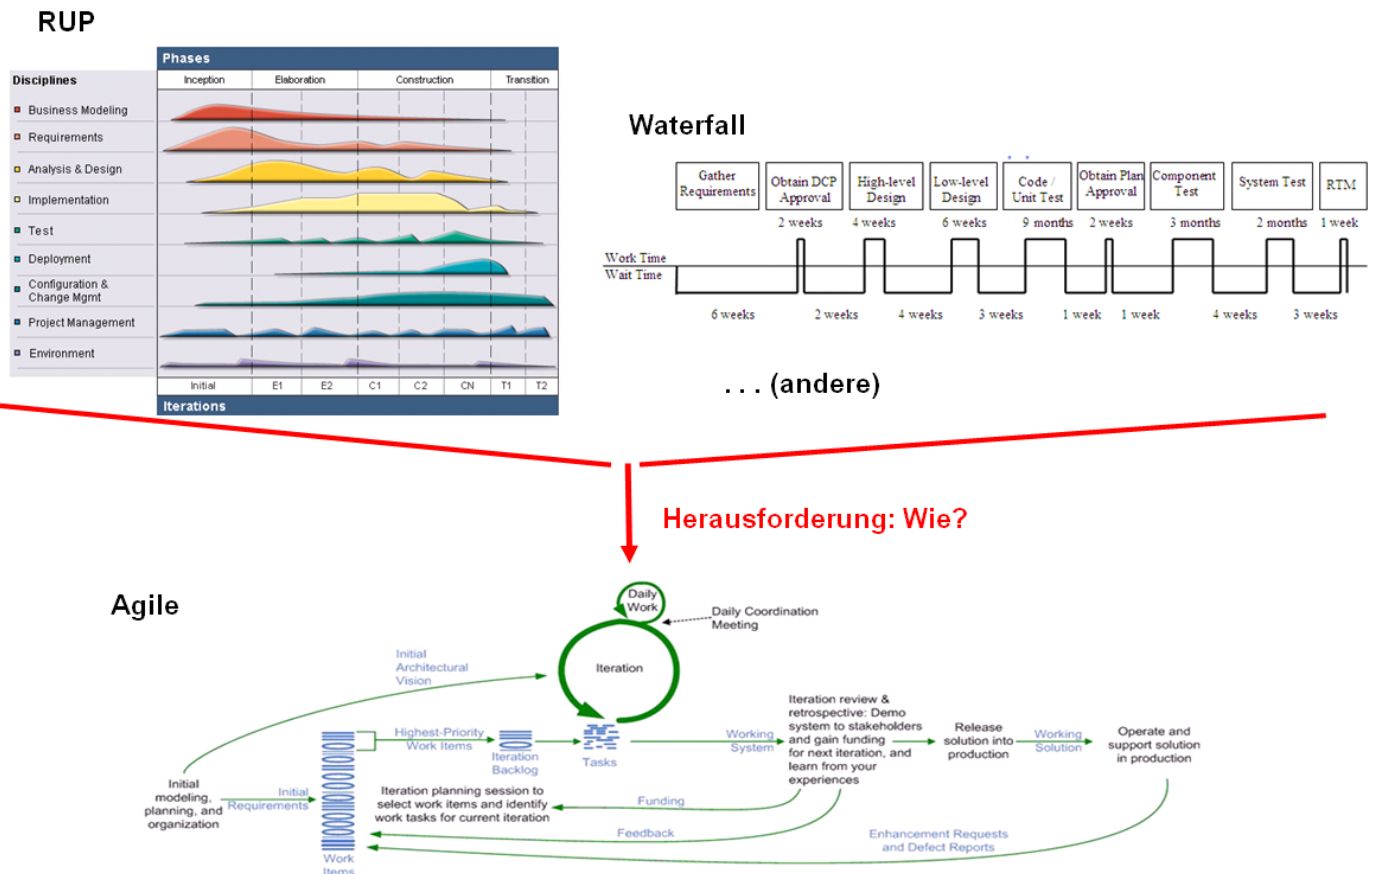 RUP
Phases
Disciplines
Inception Elaboration Construction Transition
Business Modeling
Requirements
Analysis & Design
Implementation
Test
Deployment
Configuration &
Change Mgmt
Project Management
Environment
Initial E1 E2 C1 C2 CN T1 T2
Iterations
Waterfall
Gather
Requirements
Obtain DCP
Approval
High-level
Design
Low-level
Design
Code /
Unit Test
Obtain Plan
Approval
Component
Test
System Test
RTM
2 weeks 4 weeks 6 weeks 9 months 2 weeks 3 months 2 months 1 week
Work Time
Wait Time
6 weeks 2 weeks 4 weeks 3 weeks 1 week 1 week 4 weeks 3 weeks
. . . (andere)
Herausforderung: Wie?
Agile
Daily
Work
Daily Coordination
Meeting
Iteration
Initial
Architectural
Vision
Highest-Priority
Work Items
Iteration
Backlog
Tasks
Working
System
Iteration review &
retrospective: Demo
system to stakeholders
and gain funding
for next iteration, and
learn from your
experiences
Release
solution into
production
Working
Solution
Operate and
support solution
in production
Initial
modeling,
planning, and
organization
Initial
Requirements
Iteration planning session to
select work items and identify
work tasks for current iteration
Funding
Feedback
Enhancement Requests
and Defect Reports
Work
Items